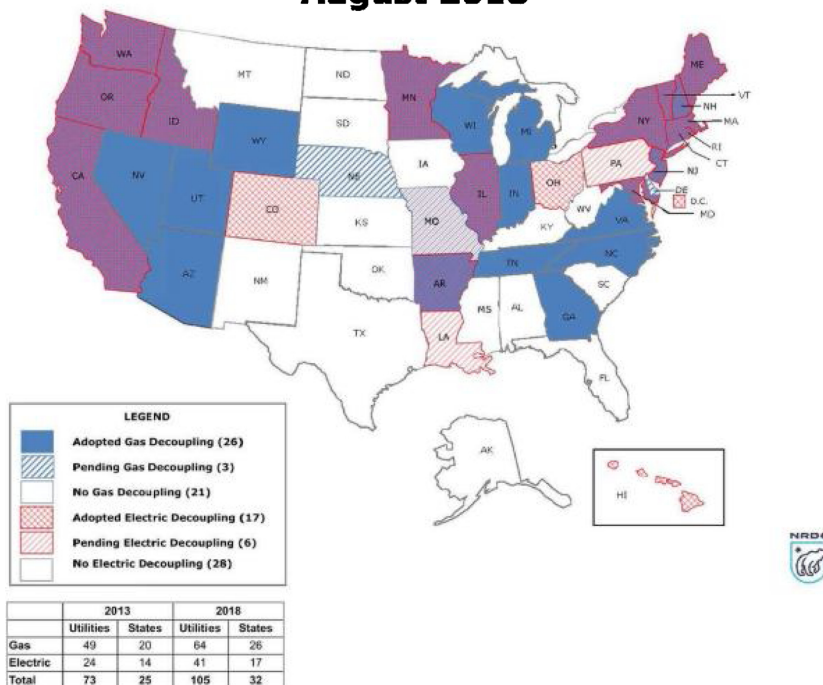 August 2018
WA
MT
ND
MN
ME
VT
OR
ID
SD
WI
MI
NY
NH
MA
RI
CT
WY
IA
NE
PA
NJ
CA
NV
UT
CO
KS
MO
IL
IN
OH
WV
DE
D.C.
MD
KY
VA
AZ
NM
OK
AR
TN
NC
SC
TX
LA
MS
AL
GA
FL
AK
HI
LEGEND
Adopted Gas Decoupling (26)
Pending Gas Decoupling (3)
No Gas Decoupling (21)
Adopted Electric Decoupling (17)
Pending Electric Decoupling (6)
No Electric Decoupling (28)
2013 2018
Utilities States Utilities States
Gas 49 20 64 26
Electric 24 14 41 17
Total 73 25 105 32